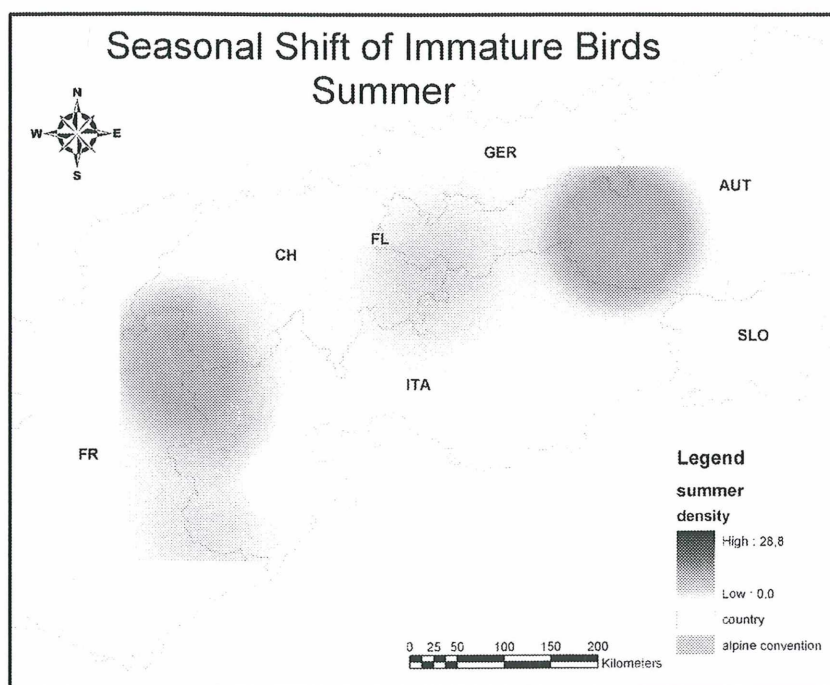 Seasonal Shift of Immature Birds
Summer
N
W E
S
GER
AUT
FL
CH
SLO
ITA
FR
Legend
summer
density
High : 28,8
Low : 0,0
country
alpine convention
0 25 50 100 150 200
Kilometers